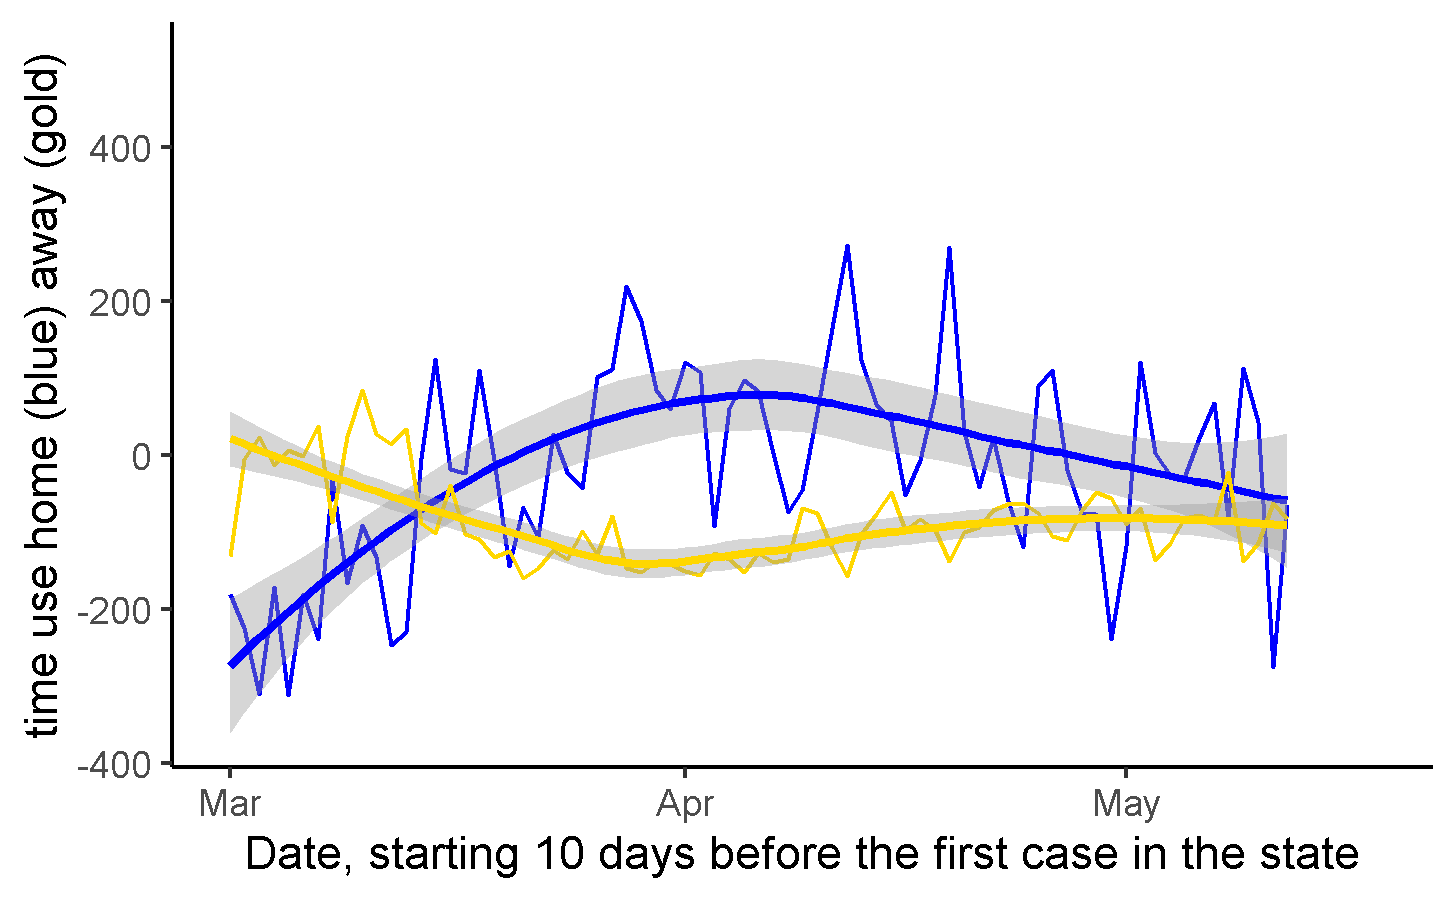 time use home (blue) away (gold)
400
200
0
-200
-400
Mar Apr May
Date, starting 10 days before the first case in the state